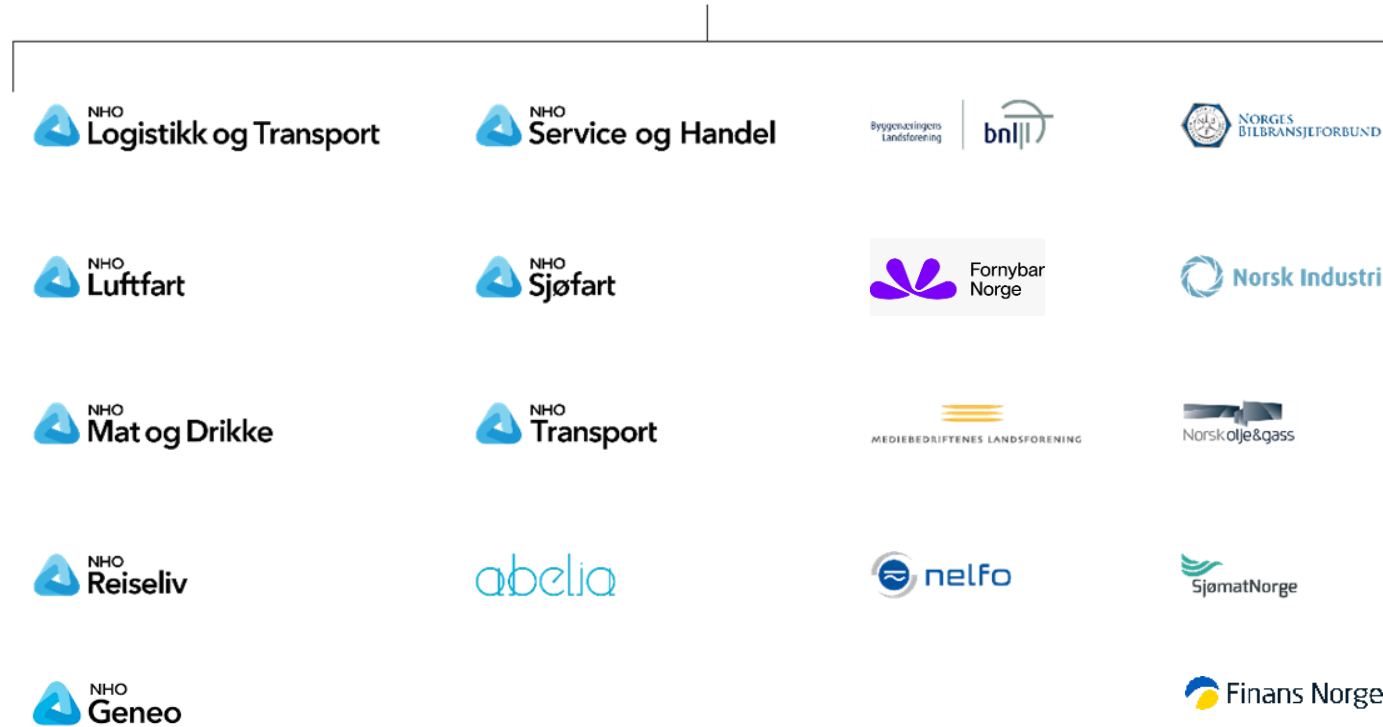 NHO
Logistikk og Transport
NHO
Service og Handel
Byggenæringens
Landsforening
bnl
NORGES
BILBRANSJEFORBUND
NHO
Luftfart
NHO
Sjøfart
Fornybar
Norge
Norsk Industri
NHO
Mat og Drikke
NHO
Transport
MEDIEBEDRIFTENES LANDSFORENING
Norskolje&gass
NHO
Reiseliv
abelia
nelfo
SjømatNorge
NHO
Geneo
Finans Norge